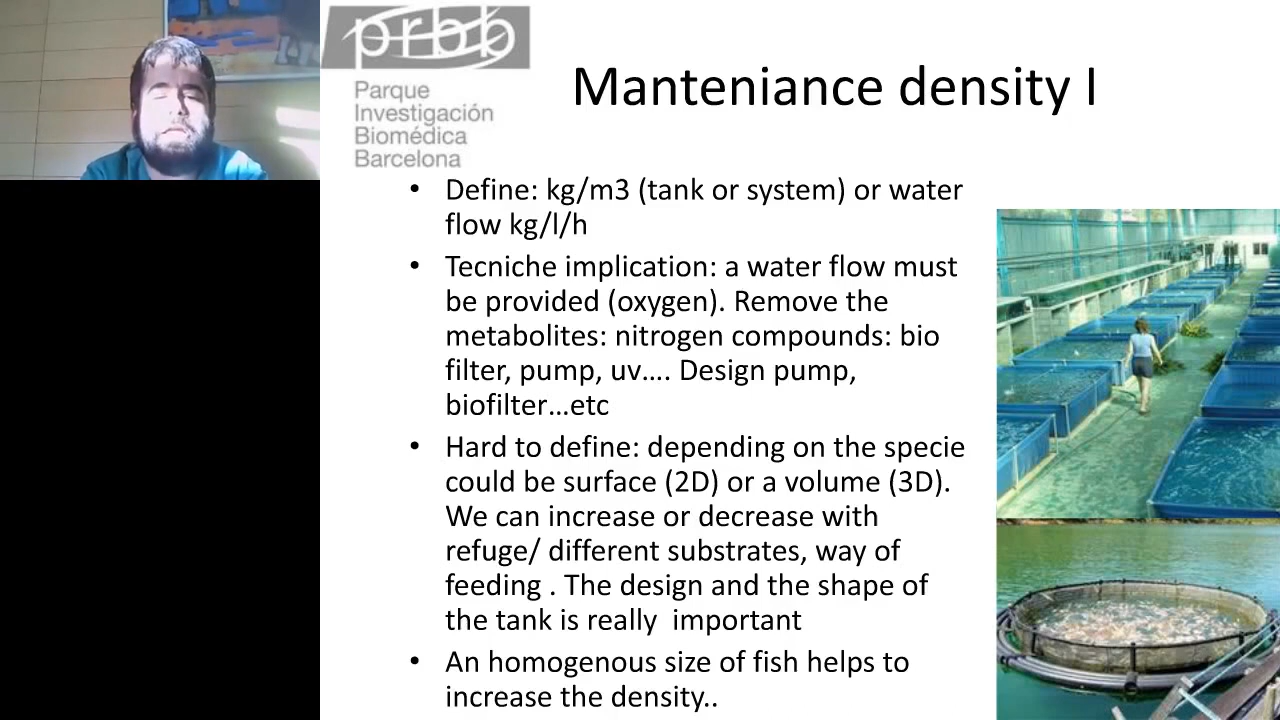 prbb
Parque
Investigación
Biomédica
Barcelona
Manteniance density I
• Define: kg/m3 (tank or system) or water
flow kg/l/h
• Tecniche implication: a water flow must
be provided (oxygen). Remove the
metabolites: nitrogen compounds: bio
filter, pump, uv…. Design pump,
biofilter…etc
• Hard to define: depending on the specie
could be surface (2D) or a volume (3D).
We can increase or decrease with
refuge/ different substrates, way of
feeding . The design and the shape of
the tank is really  important
• An homogenous size of fish helps to
increase the density..